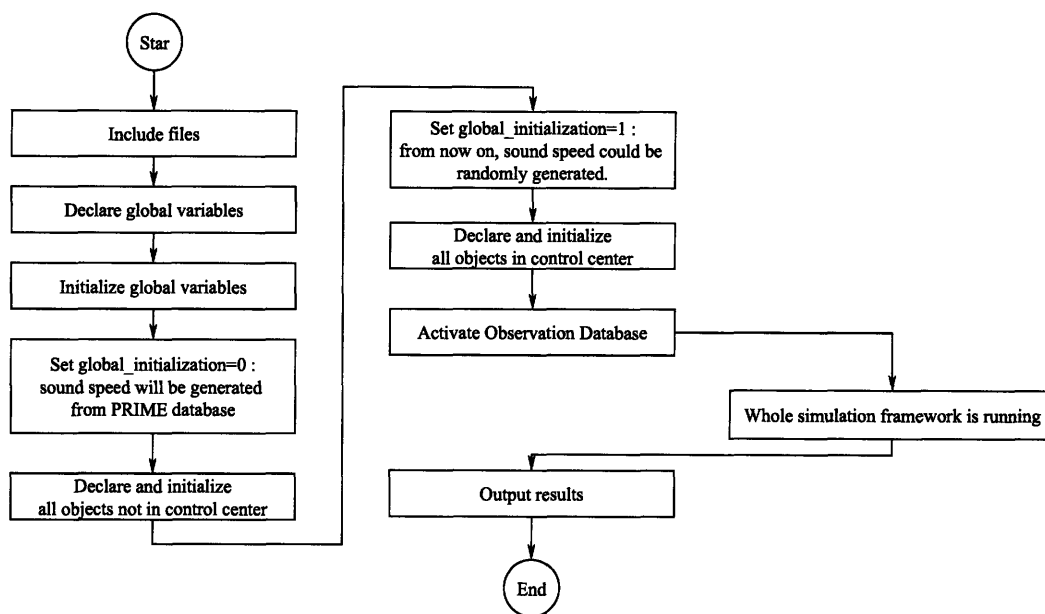 Star
Include files
Declare global variables
Initialize global variables
Set global_initialization=0 :
sound speed will be generated
from PRIME database
Declare and initialize
all objects not in control center
Set global_initialization=1 :
from now on, sound speed could be
randomly generated.
Declare and initialize
all objects in control center
Activate Observation Database
Whole simulation framework is running
Output results
End